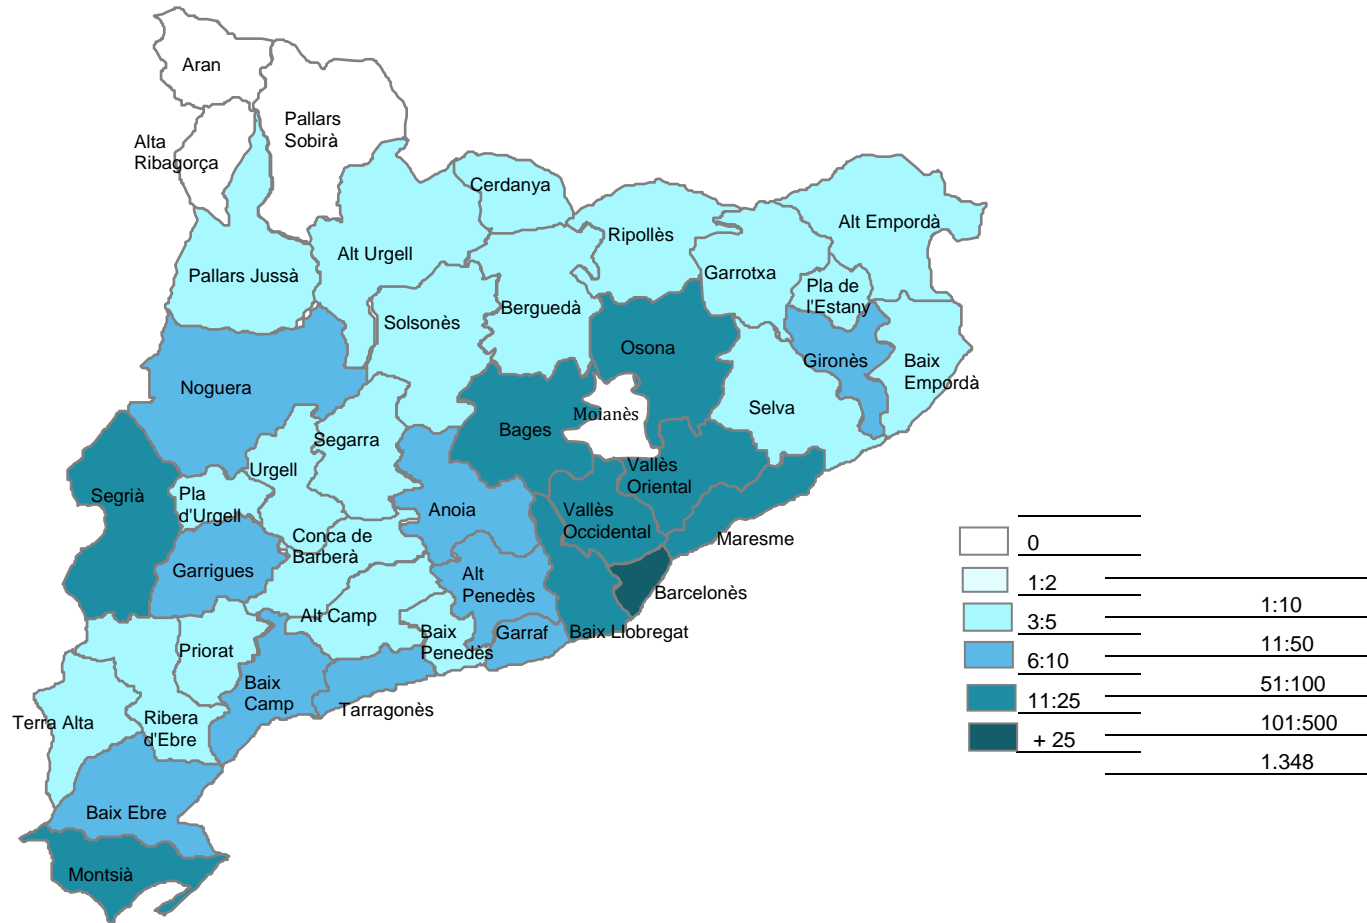 Aran
Pallars
Sobirà
Alta
Ribagorça
Cerdanya
Alt Empordà
Ripollès
Alt Urgell
Garrotxa
Pallars Jussà
Pla de
l'Estany
Berguedà
Solsonès
Osona
Gironès
Baix
Empordà
Noguera
Moianès
Selva
Bages
Segarra
Urgell
Vallès
Oriental
Segrià
Pla
d'Urgell
Anoia
Vallès
Occidental
Conca de
Barberà
Maresme
Garrigues
Alt
Penedès
Barcelonès
Alt Camp
Baix
Penedès
Garraf
Baix Llobregat
Priorat
Baix
Camp
Tarragonès
Terra Alta
Ribera
d'Ebre
Baix Ebre
Montsià
0
1:2
3:5
6:10
11:25
+ 25
1:10
11:50
51:100
101:500
1.348